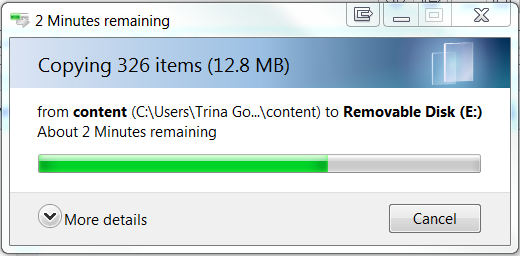 2 Minutes remaining
Copying 326 items (12.8 MB)
from content (C:\Users\Trina Go...\content) to Removable Disk (E:)
About 2 Minutes remaining
More details
Cancel